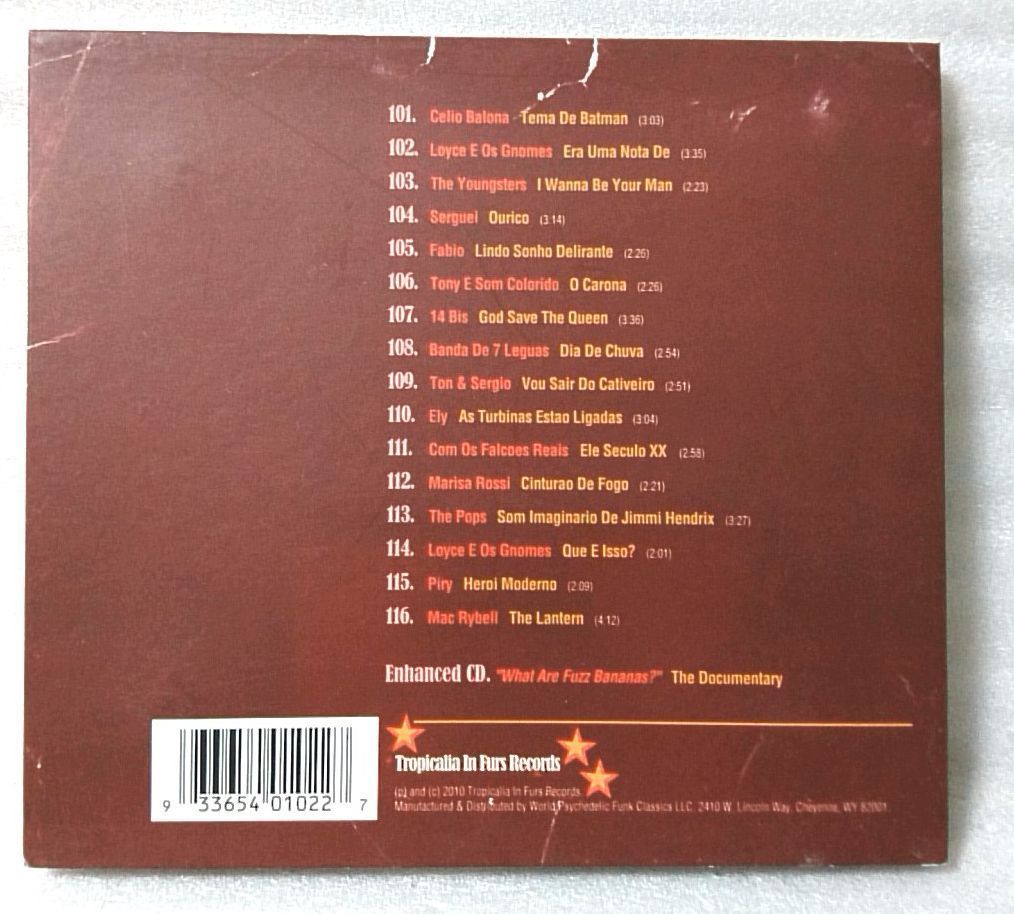 101. Celio Balona - Tema De Batman (3:03)
102. Loyce E Os Gnomes Era Uma Nota De (3:35)
103. The Youngsters I Wanna Be Your Man (2:23)
104. Serguei Ourico (3:14)
105. Fabio Lindo Sonho Delirante (2:26)
106. Tony E Som Colorido O Carona (2:26)
107. 14 Bis God Save The Queen (3:36)
108. Banda De 7 Leguas Dia De Chuva (2:54)
109. Ton & Sergio Vou Sair Do Cativeiro (2:51)
110. Ely As Turbinas Estao Ligadas (3:04)
111. Com Os Falcoes Reais Ele Seculo XX (2:58)
112. Marisa Rossi Cinturao De Fogo (2:21)
113. The Pops Som Imaginario De Jimmi Hendrix (3:27)
114. Loyce E Os Gnomes Que E Isso? (2:01)
115. Piry Heroi Moderno (2:09)
116. Mac Rybell The Lantern (4:12)
Enhanced CD. "What Are Fuzz Bananas?" The Documentary
Tropicalia In Furs Records
(p) and (c) 2010 Tropicalia In Furs Records
Manufactured & Distributed by World Psychedelic Funk Classics LLC. 2410 W. Lincoln Way, Cheyenne, WY 82001
9 33654 01022 7